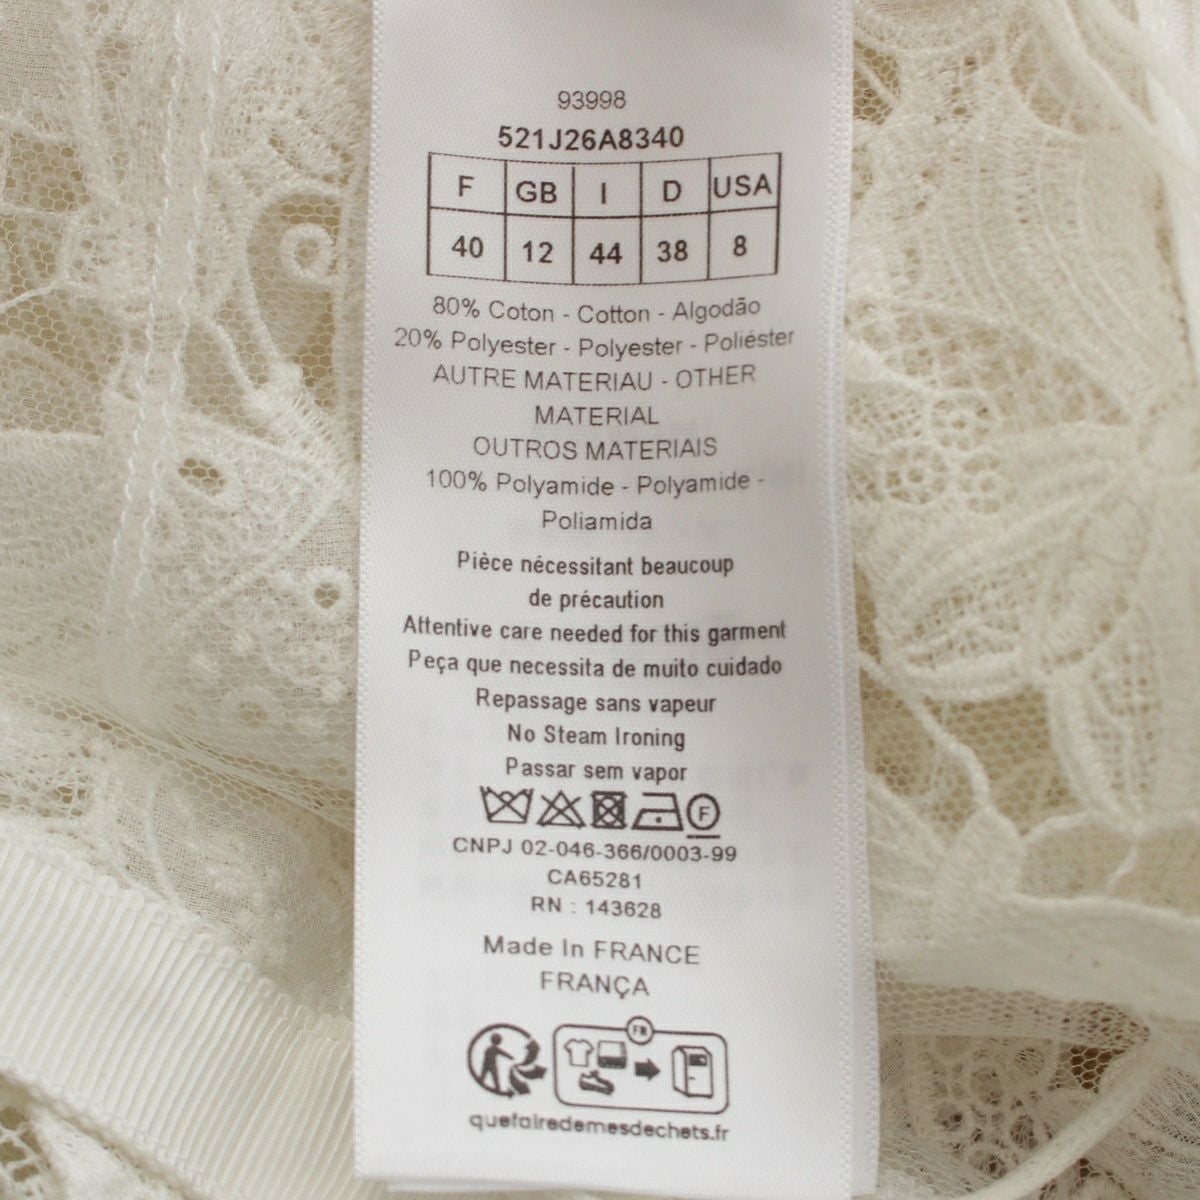 93998
521J26A8340
F GB I D USA
40 12 44 38 8
80% Coton - Cotton - Algodão
20% Polyester - Polyester - Poliéster
AUTRE MATERIAU - OTHER
MATERIAL
OUTROS MATERIAIS
100% Polyamide - Polyamide -
Poliamida
Pièce nécessitant beaucoup
de précaution
Attentive care needed for this garment
Peça que necessita de muito cuidado
Repassage sans vapeur
No Steam Ironing
Passar sem vapor
F
CNPJ 02-046-366/0003-99
CA65281
RN : 143628
Made In FRANCE
FRANÇA
FR
quefairedemesdechets.fr